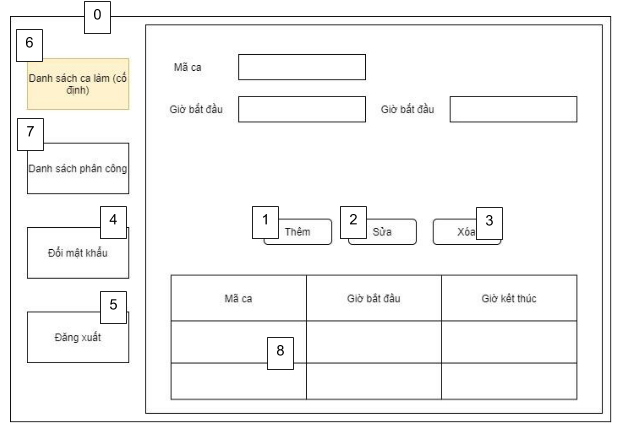 0
6
Danh sách ca làm (cố
định)
7
Danh sách phân công
4
Đổi mật khẩu
5
Đăng xuất
Mã ca
Giờ bắt đầu
Giờ bắt đầu
1
Thêm
2
Sửa
3
Xóa
Mã ca
Giờ bắt đầu
Giờ kết thúc
8